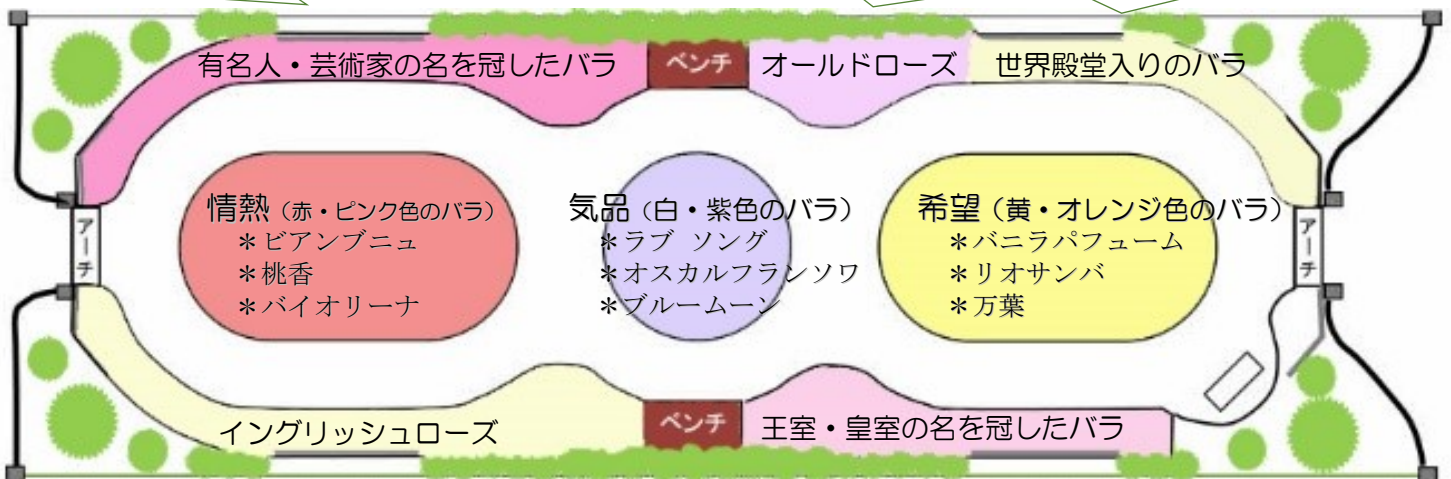 有名人・芸術家の名を冠したバラ
ベンチ
オールドローズ
世界殿堂入りのバラ
アーチ
情熱（赤・ピンク色のバラ）
＊ビアンブニュ
＊桃香
＊バイオリーナ
気品（白・紫色のバラ）
＊ラブ ソング
＊オスカルフランソワ
＊ブルームーン
希望（黄・オレンジ色のバラ）
＊バニラパフューム
＊リオサンバ
＊万葉
アーチ
イングリッシュローズ
ベンチ
王室・皇室の名を冠したバラ